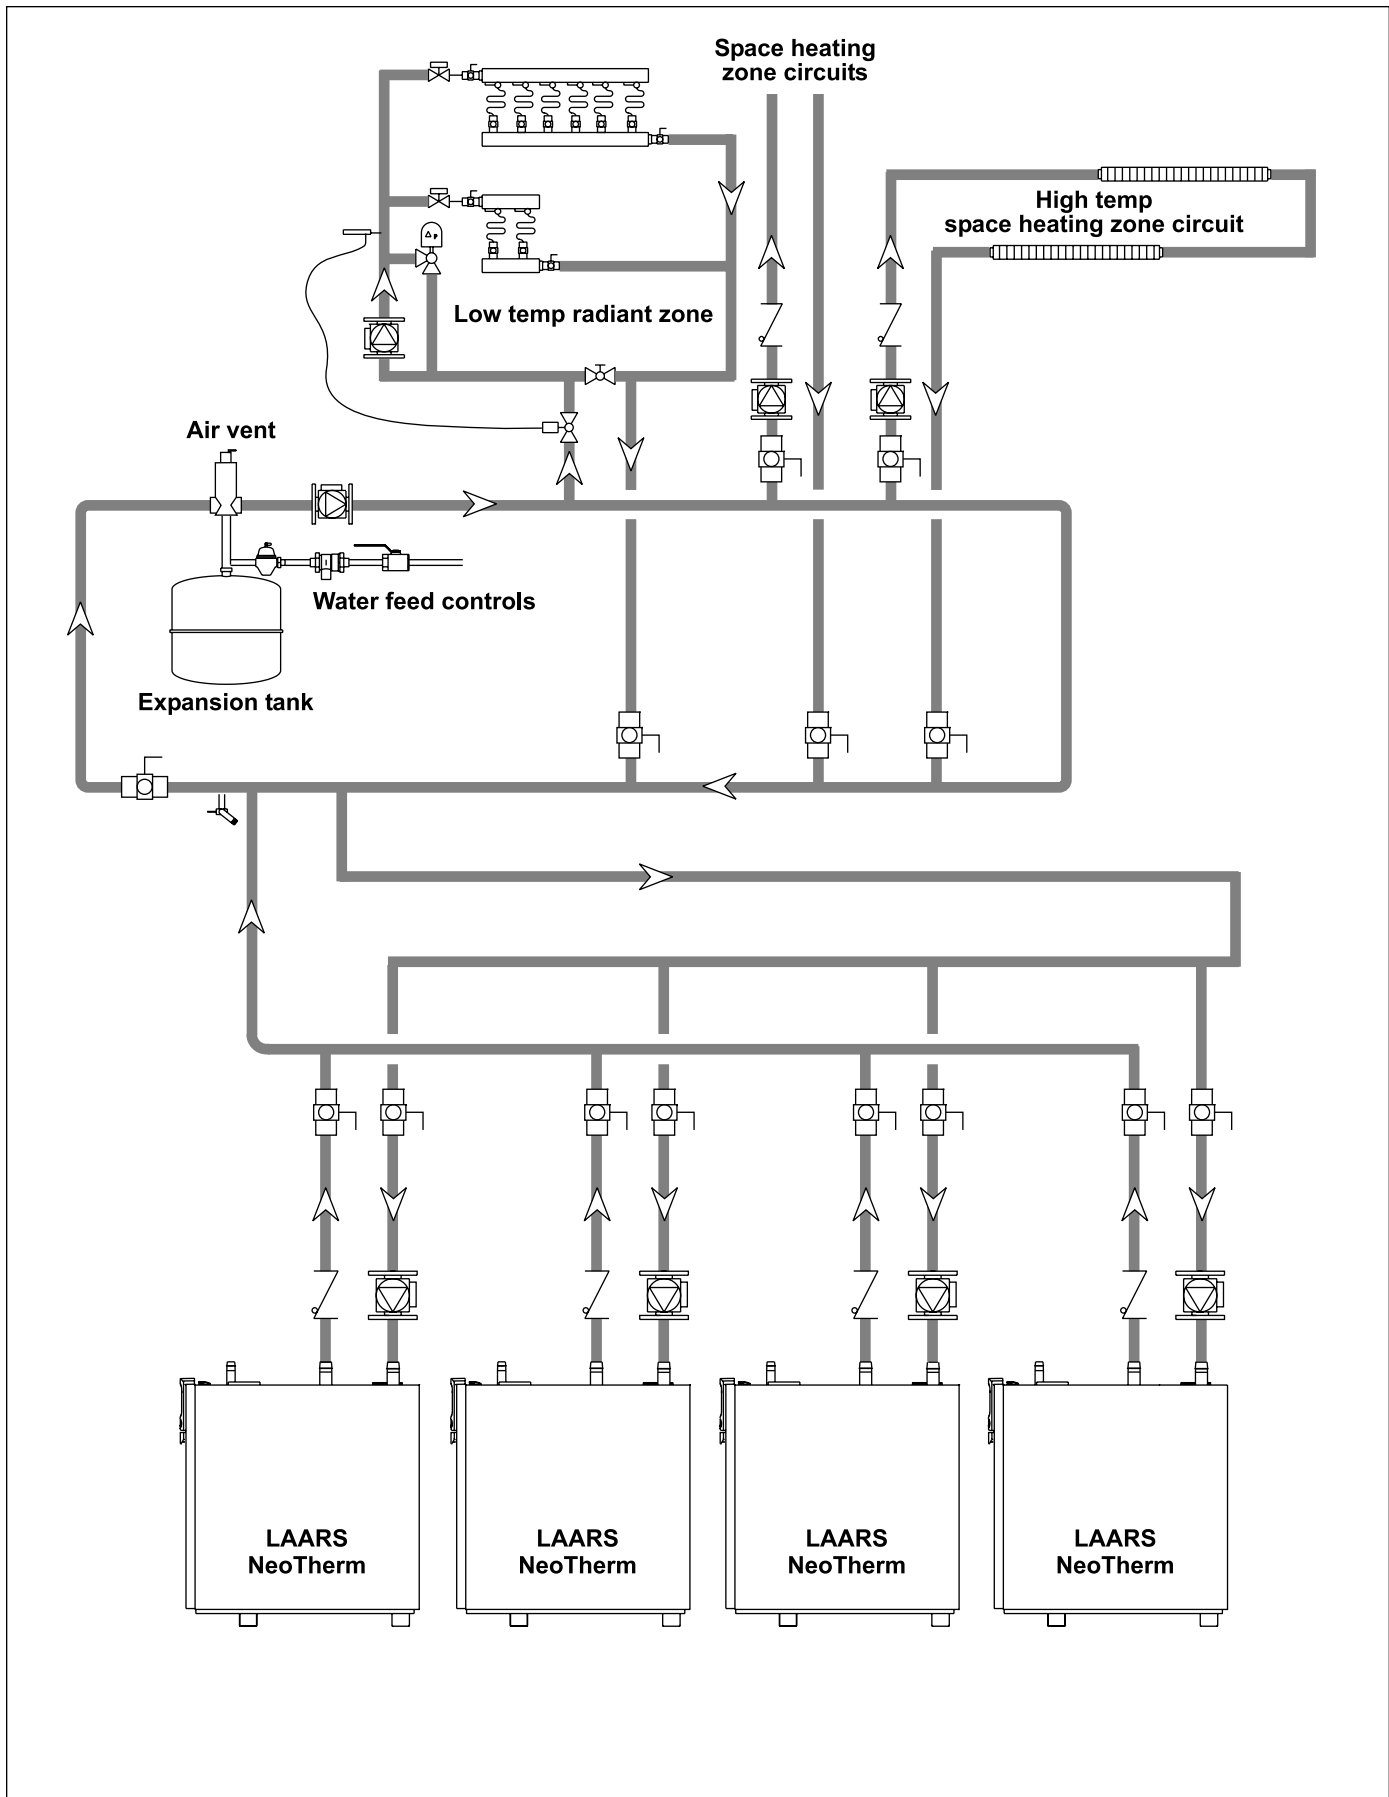 Space heating
zone circuits
High temp
space heating zone circuit
Δ P
Low temp radiant zone
Air vent
Water feed controls
Expansion tank
LAARS
NeoTherm
LAARS
NeoTherm
LAARS
NeoTherm
LAARS
NeoTherm